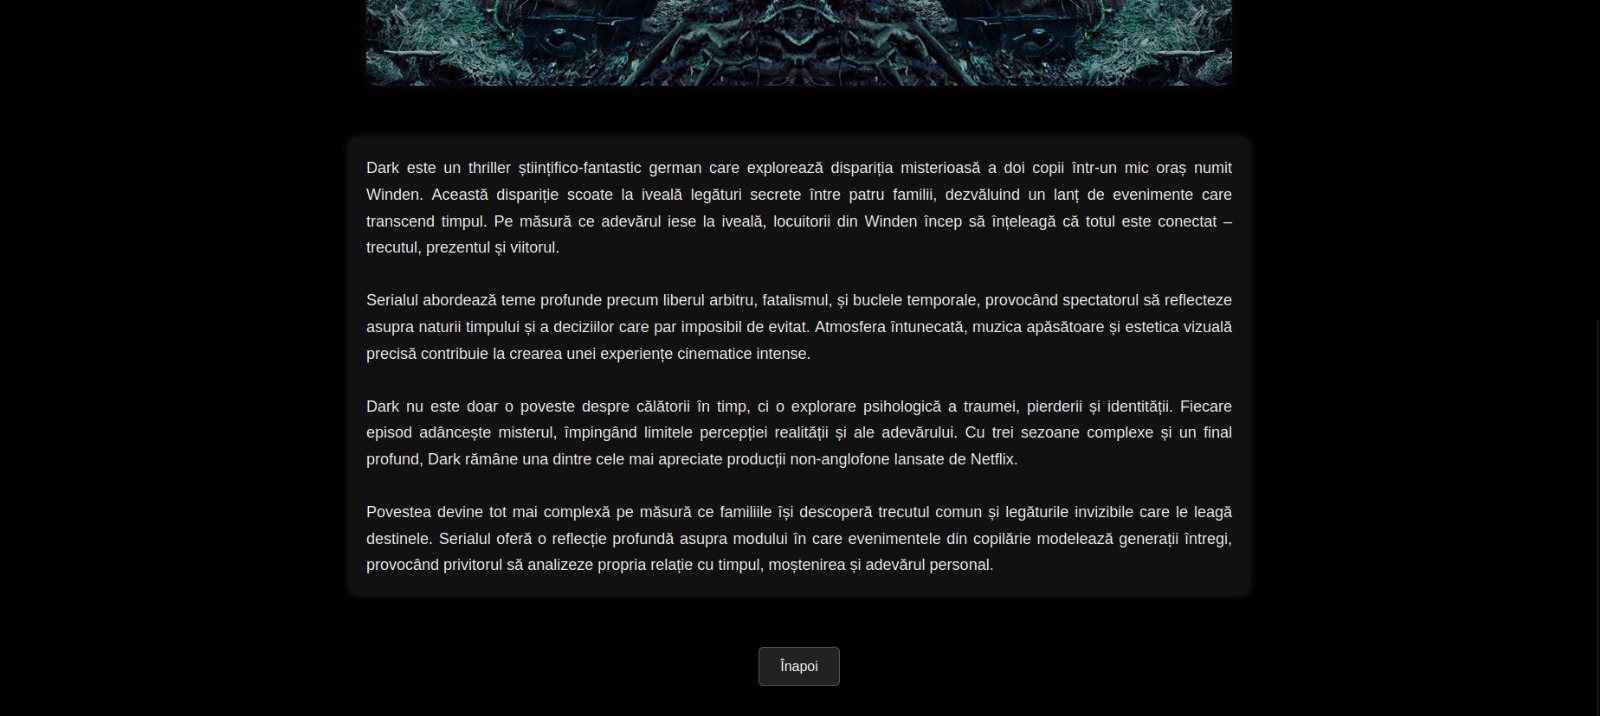 Dark este un thriller științifico-fantastic german care explorează dispariția misterioasă a doi copii într-un mic oraș numit
Winden. Această dispariție scoate la iveală legături secrete între patru familii, dezvăluind un lanț de evenimente care
transcend timpul. Pe măsură ce adevărul iese la iveală, locuitorii din Winden încep să înțeleagă că totul este conectat –
trecutul, prezentul și viitorul.
Serialul abordează teme profunde precum liberul arbitru, fatalismul, și buclele temporale, provocând spectatorul să reflecteze
asupra naturii timpului și a deciziilor care par imposibil de evitat. Atmosfera întunecată, muzica apăsătoare și estetica vizuală
precisă contribuie la crearea unei experiențe cinematice intense.
Dark nu este doar o poveste despre călătorii în timp, ci o explorare psihologică a traumei, pierderii și identității. Fiecare
episod adâncește misterul, împingând limitele percepției realității și ale adevărului. Cu trei sezoane complexe și un final
profund, Dark rămâne una dintre cele mai apreciate producții non-anglofone lansate de Netflix.
Povestea devine tot mai complexă pe măsură ce familiile își descoperă trecutul comun și legăturile invizibile care le leagă
destinele. Serialul oferă o reflecție profundă asupra modului în care evenimentele din copilărie modelează generații întregi,
provocând privitorul să analizeze propria relație cu timpul, moștenirea și adevărul personal.
Înapoi